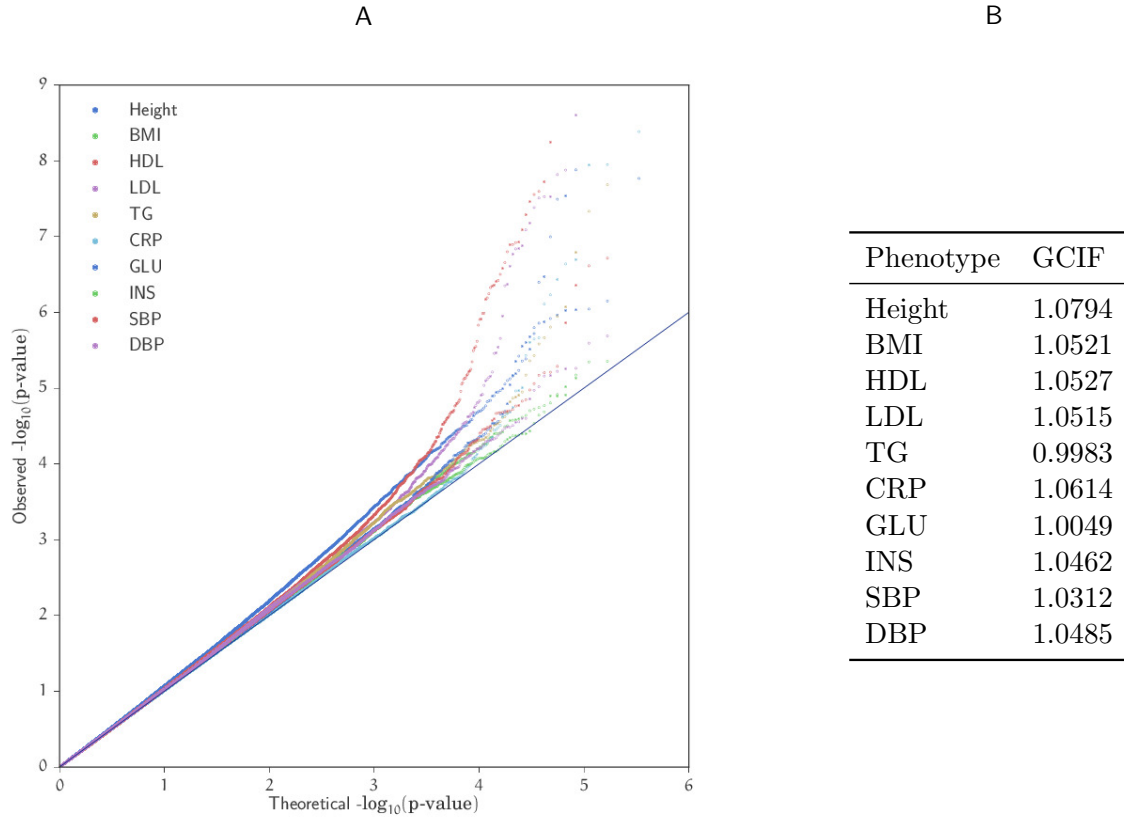 A
B
9
8
7
6
5
4
3
2
1
0
Observed -log10(p-value)
Height
BMI
HDL
LDL
TG
CRP
GLU
INS
SBP
DBP
0 1 2 3 4 5 6
Theoretical -log10(p-value)
Phenotype GCIF
Height 1.0794
BMI 1.0521
HDL 1.0527
LDL 1.0515
TG 0.9983
CRP 1.0614
GLU 1.0049
INS 1.0462
SBP 1.0312
DBP 1.0485